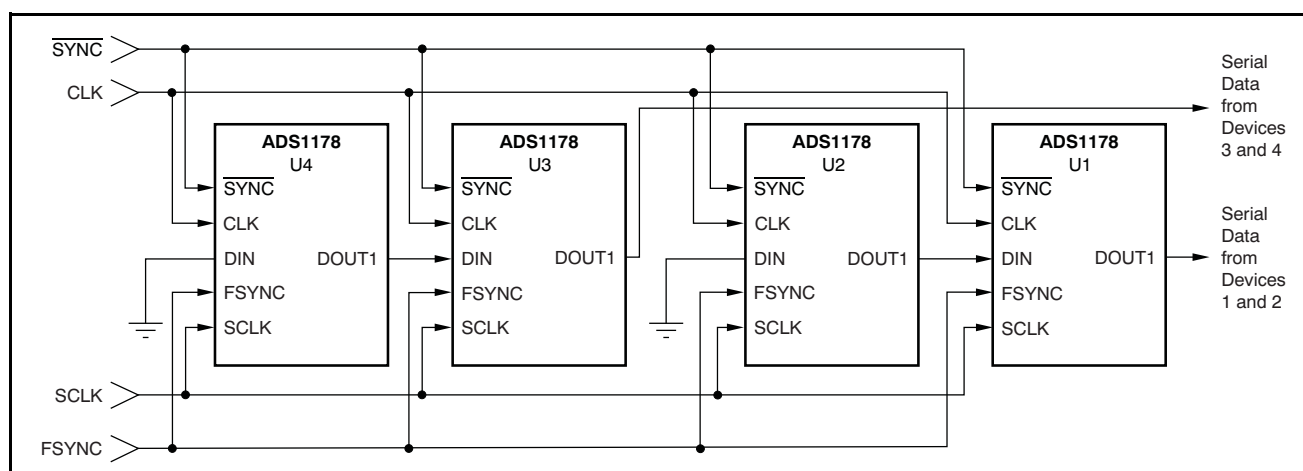 SYNC
CLK
Serial
Data
from
Devices
3 and 4
ADS1178
U4
SYNC
CLK
DIN
DOUT1
FSYNC
SCLK
ADS1178
U3
SYNC
CLK
DIN
DOUT1
FSYNC
SCLK
ADS1178
U2
SYNC
CLK
DIN
DOUT1
FSYNC
SCLK
ADS1178
U1
SYNC
CLK
DIN
DOUT1
FSYNC
SCLK
Serial
Data
from
Devices
1 and 2
SCLK
FSYNC